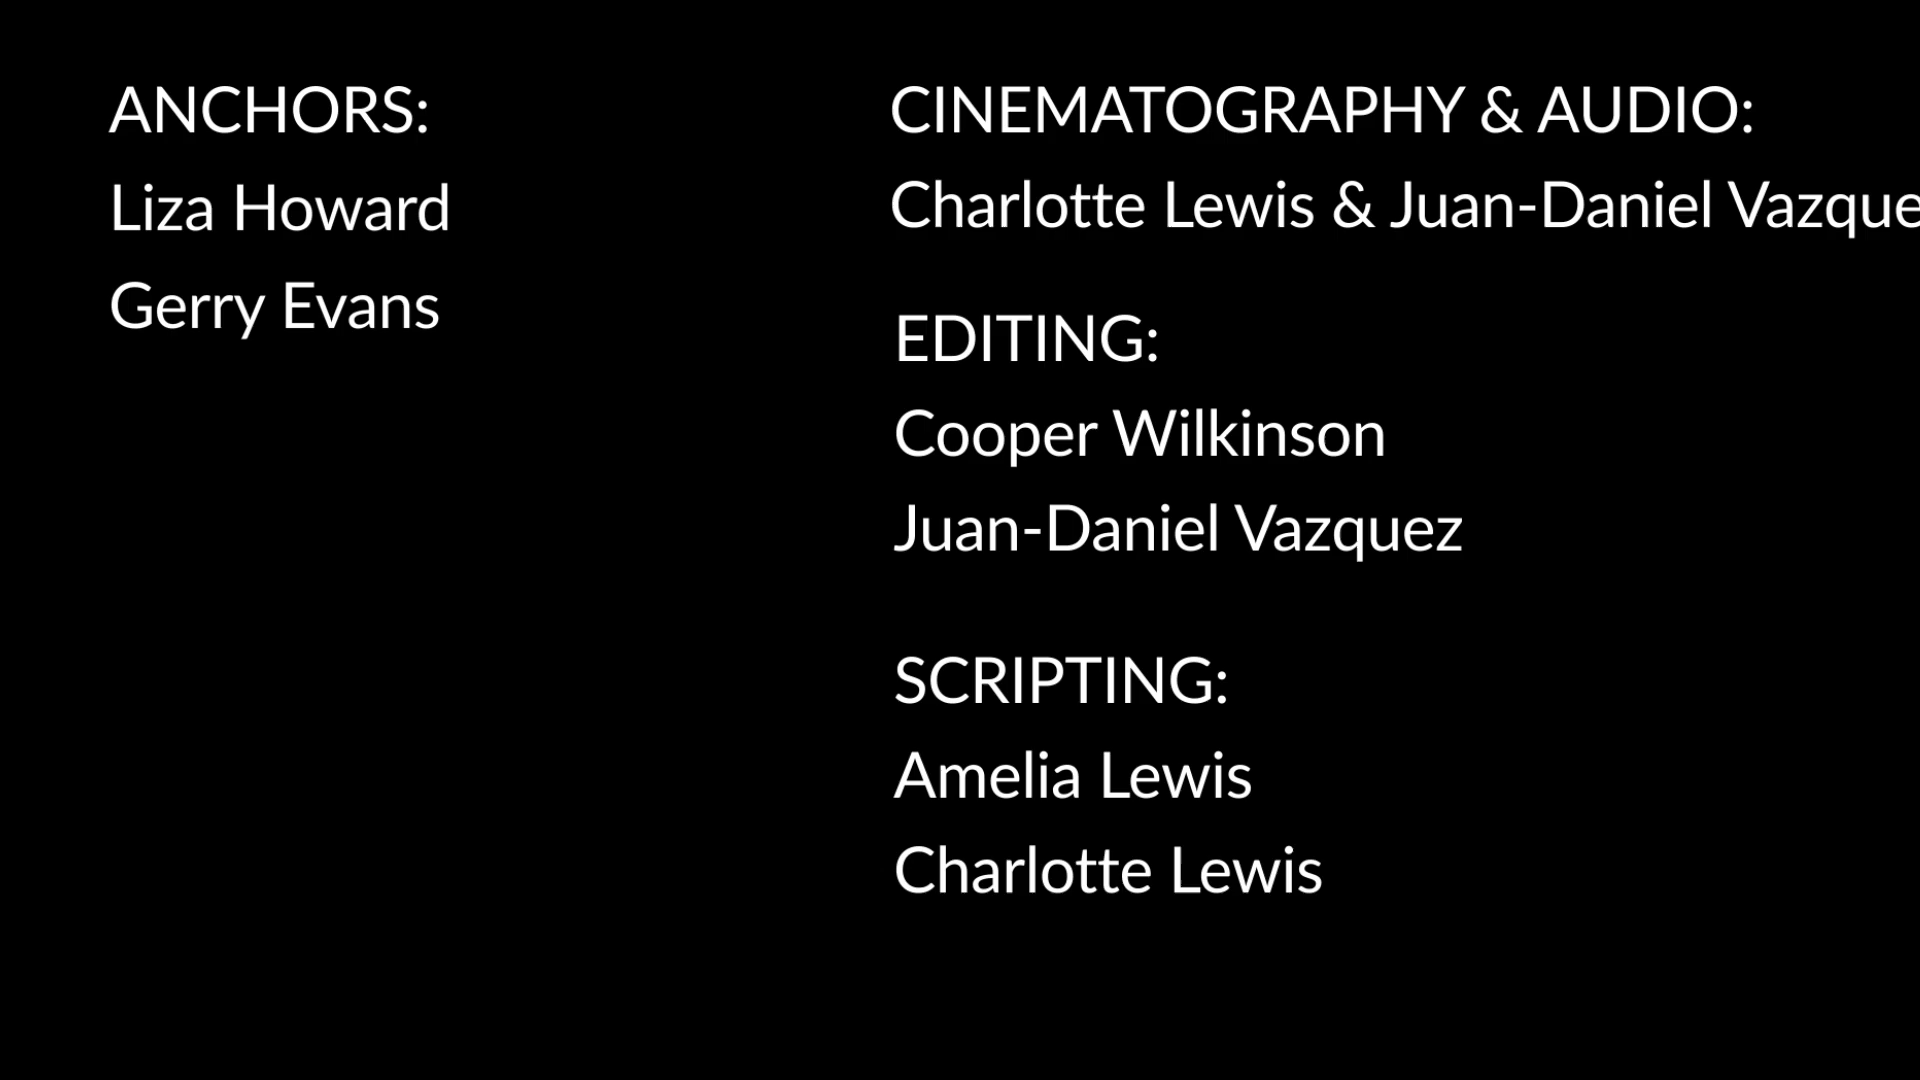 ANCHORS:
Liza Howard
Gerry Evans
CINEMATOGRAPHY & AUDIO:
Charlotte Lewis & Juan-Daniel Vazque
EDITING:
Cooper Wilkinson
Juan-Daniel Vazquez
SCRIPTING:
Amelia Lewis
Charlotte Lewis